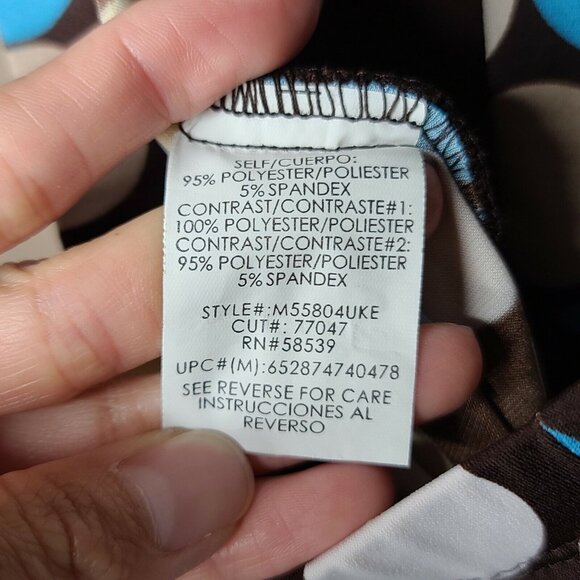 SELF/CUERPO:
95% POLYESTER/POLIESTER
5% SPANDEX
CONTRAST/CONTRASTE#1:
100% POLYESTER/POLIESTER
CONTRAST/CONTRASTE#2:
95% POLYESTER/POLIESTER
5% SPANDEX
STYLE#:M55804UKE
CUT#: 77047
RN#58539
UPC#(M):652874740478
SEE REVERSE FOR CARE
INSTRUCCIONES AL
REVERSO